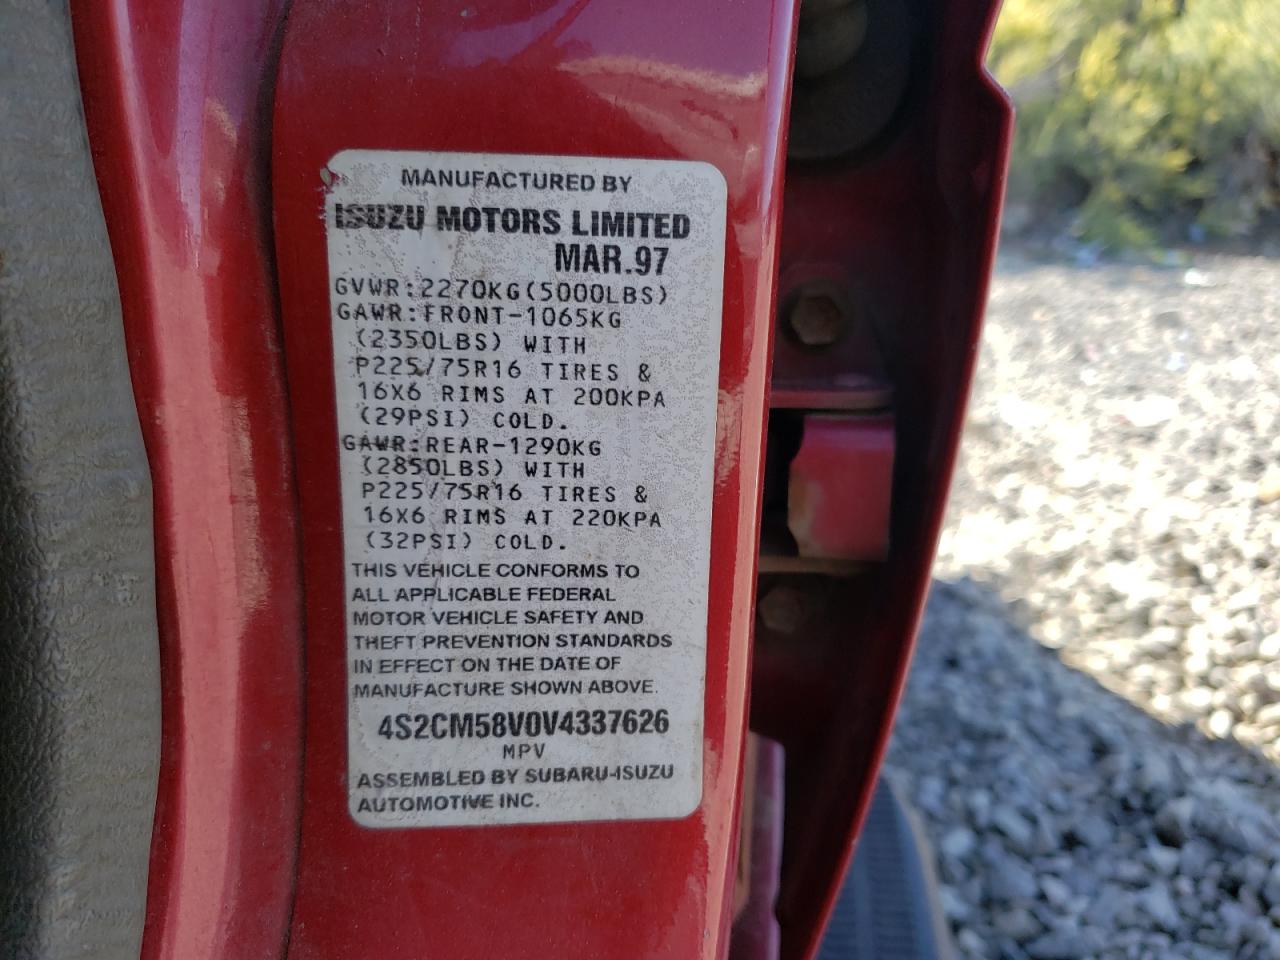 MANUFACTURED BY
ISUZU MOTORS LIMITED
MAR.97
GVWR:2270KG(5000LBS)
GAWR:FRONT-1065KG
(2350LBS) WITH
P225/75R16 TIRES &
16X6 RIMS AT 200KPA
(29PSI) COLD.
GAWR:REAR-1290KG
(2850LBS) WITH
P225/75R16 TIRES &
16X6 RIMS AT 220KPA
(32PSI) COLD.
THIS VEHICLE CONFORMS TO
ALL APPLICABLE FEDERAL
MOTOR VEHICLE SAFETY AND
THEFT PREVENTION STANDARDS
IN EFFECT ON THE DATE OF
MANUFACTURE SHOWN ABOVE.
4S2CM58V0V4337626
MPV
ASSEMBLED BY SUBARU-ISUZU
AUTOMOTIVE INC.